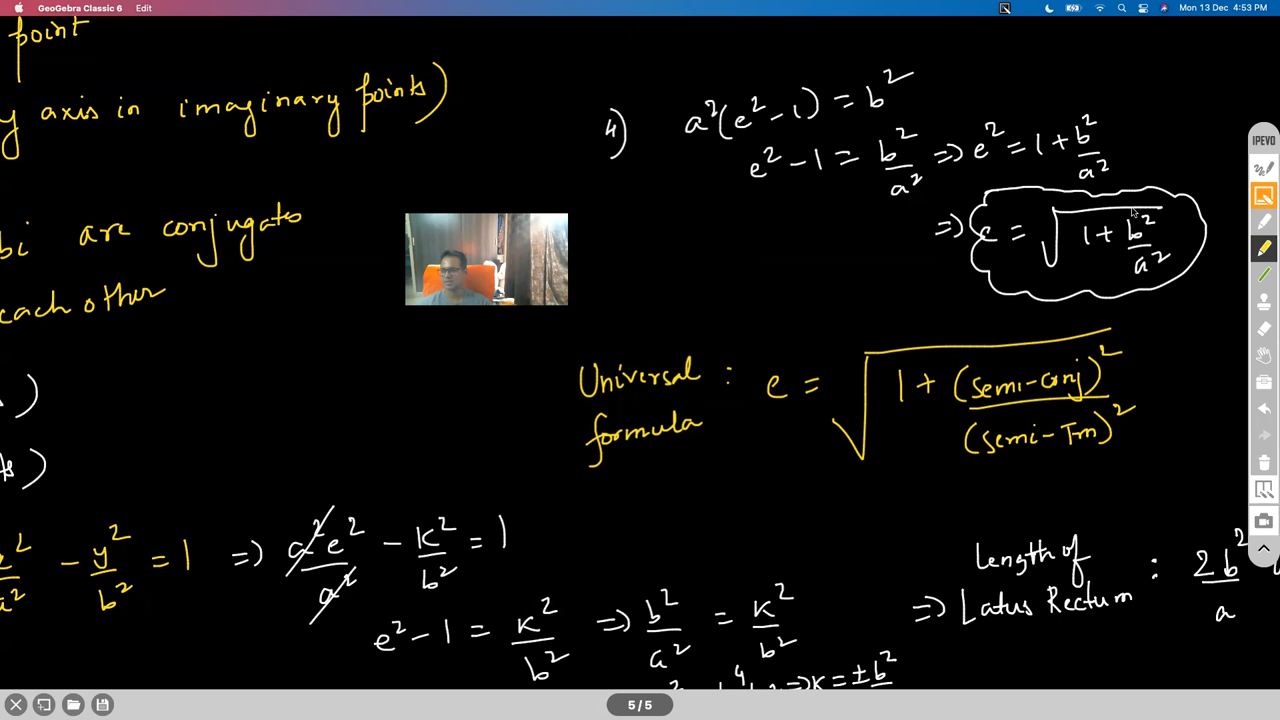 GeoGebra Classic 6 Edit Mon 13 Dec 4:53 PM
point
y axis in imaginary points)
bi are conjugats
each other
4) a²(e²-1) = b²
e²-1 = b²/a² => e² = 1 + b²/a²
=> e = √(1 + b²/a²)
IPEVO
Universal formula : e = √(1 + (semi-conj)²/(semi-Tm)²)
x²/a² - y²/b² = 1 => a²e²/a² - k²/b² = 1
e²-1 = k²/b² => b²/a² = k²/b²
=> k = ±b²
=> Length of Latus Rectum : 2b²/a
5 / 5